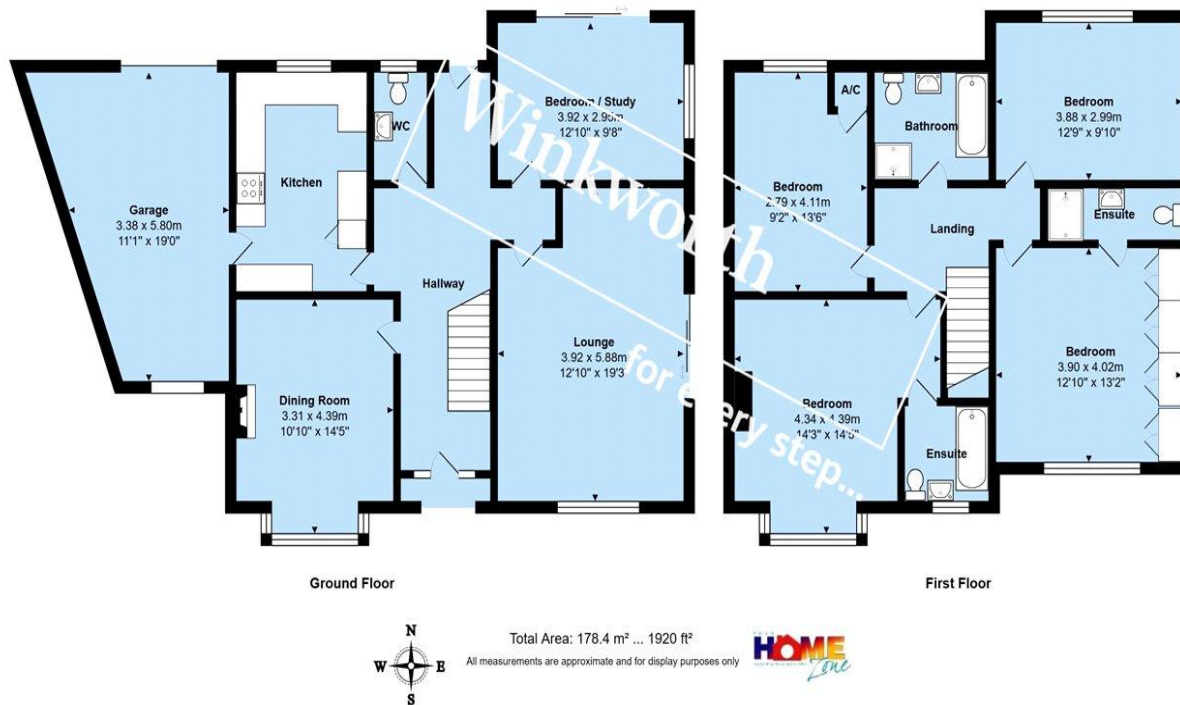 Bedroom / Study
3.92 x 2.95m
12'10" x 9'8"
WC
Kitchen
Garage
3.38 x 5.80m
11'1" x 19'0"
Hallway
Lounge
3.92 x 5.88m
12'10" x 19'3
Dining Room
3.31 x 4.39m
10'10" x 14'5"
Ground Floor
A/C
Bathroom
Bedroom
3.88 x 2.99m
12'9" x 9'10"
Bedroom
2.79 x 4.11m
9'2" x 13'6"
Ensuite
Landing
Bedroom
3.90 x 4.02m
12'10" x 13'2"
Bedroom
4.34 x 4.39m
14'3" x 14'5"
Ensuite
First Floor
Winkworth
for every step...
N
W E
S
Total Area: 178.4 m² ... 1920 ft²
All measurements are approximate and for display purposes only
HOME
Zone